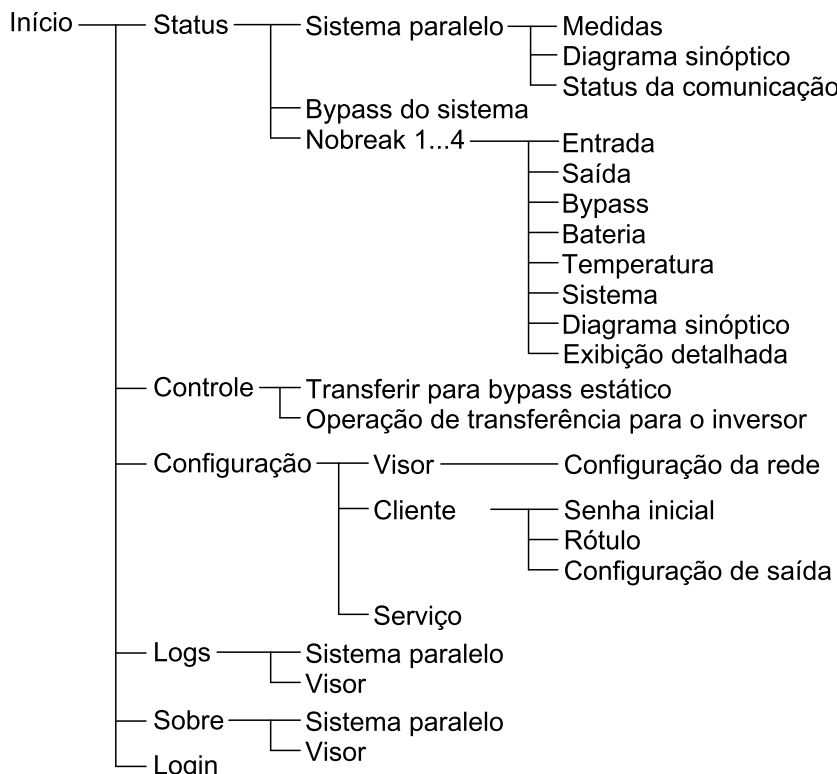 Início
Status
Sistema paralelo
Medidas
Diagrama sinóptico
Status da comunicação
Bypass do sistema
Nobreak 1...4
Entrada
Saída
Bypass
Bateria
Temperatura
Sistema
Diagrama sinóptico
Exibição detalhada
Controle
Transferir para bypass estático
Operação de transferência para o inversor
Configuração
Visor
Configuração da rede
Cliente
Senha inicial
Rótulo
Configuração de saída
Serviço
Logs
Sistema paralelo
Visor
Sobre
Sistema paralelo
Visor
Login